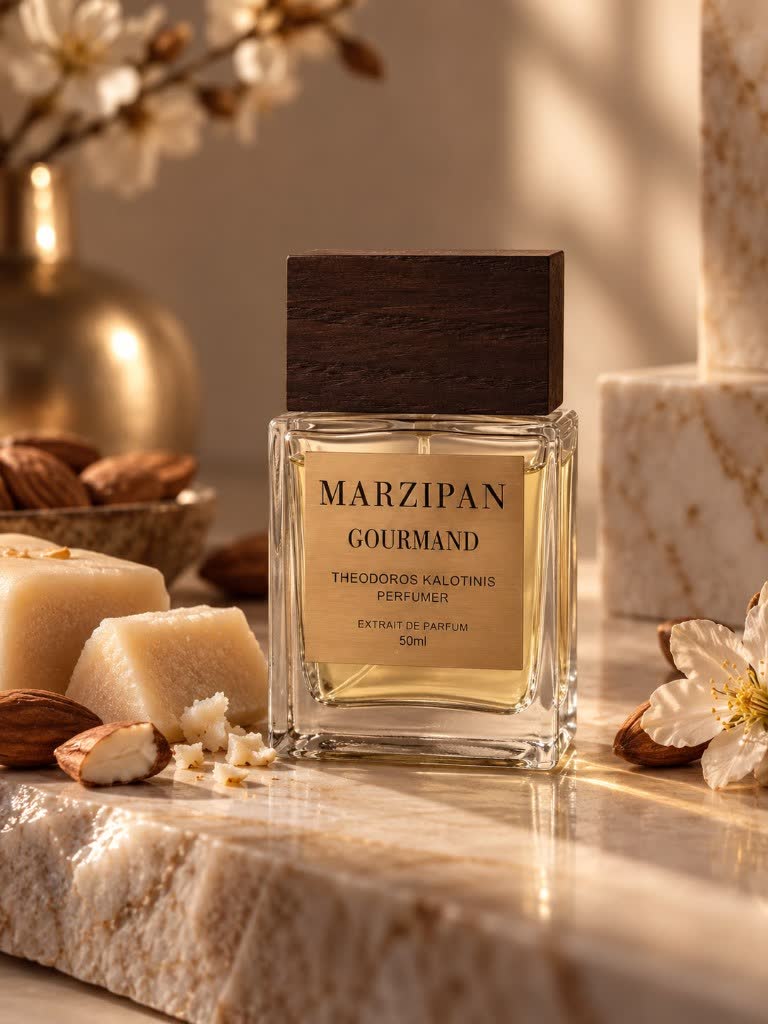 MARZIPAN
GOURMAND
THEODOROS KALOTINIS
PERFUMER
EXTRAIT DE PARFUM
50ml